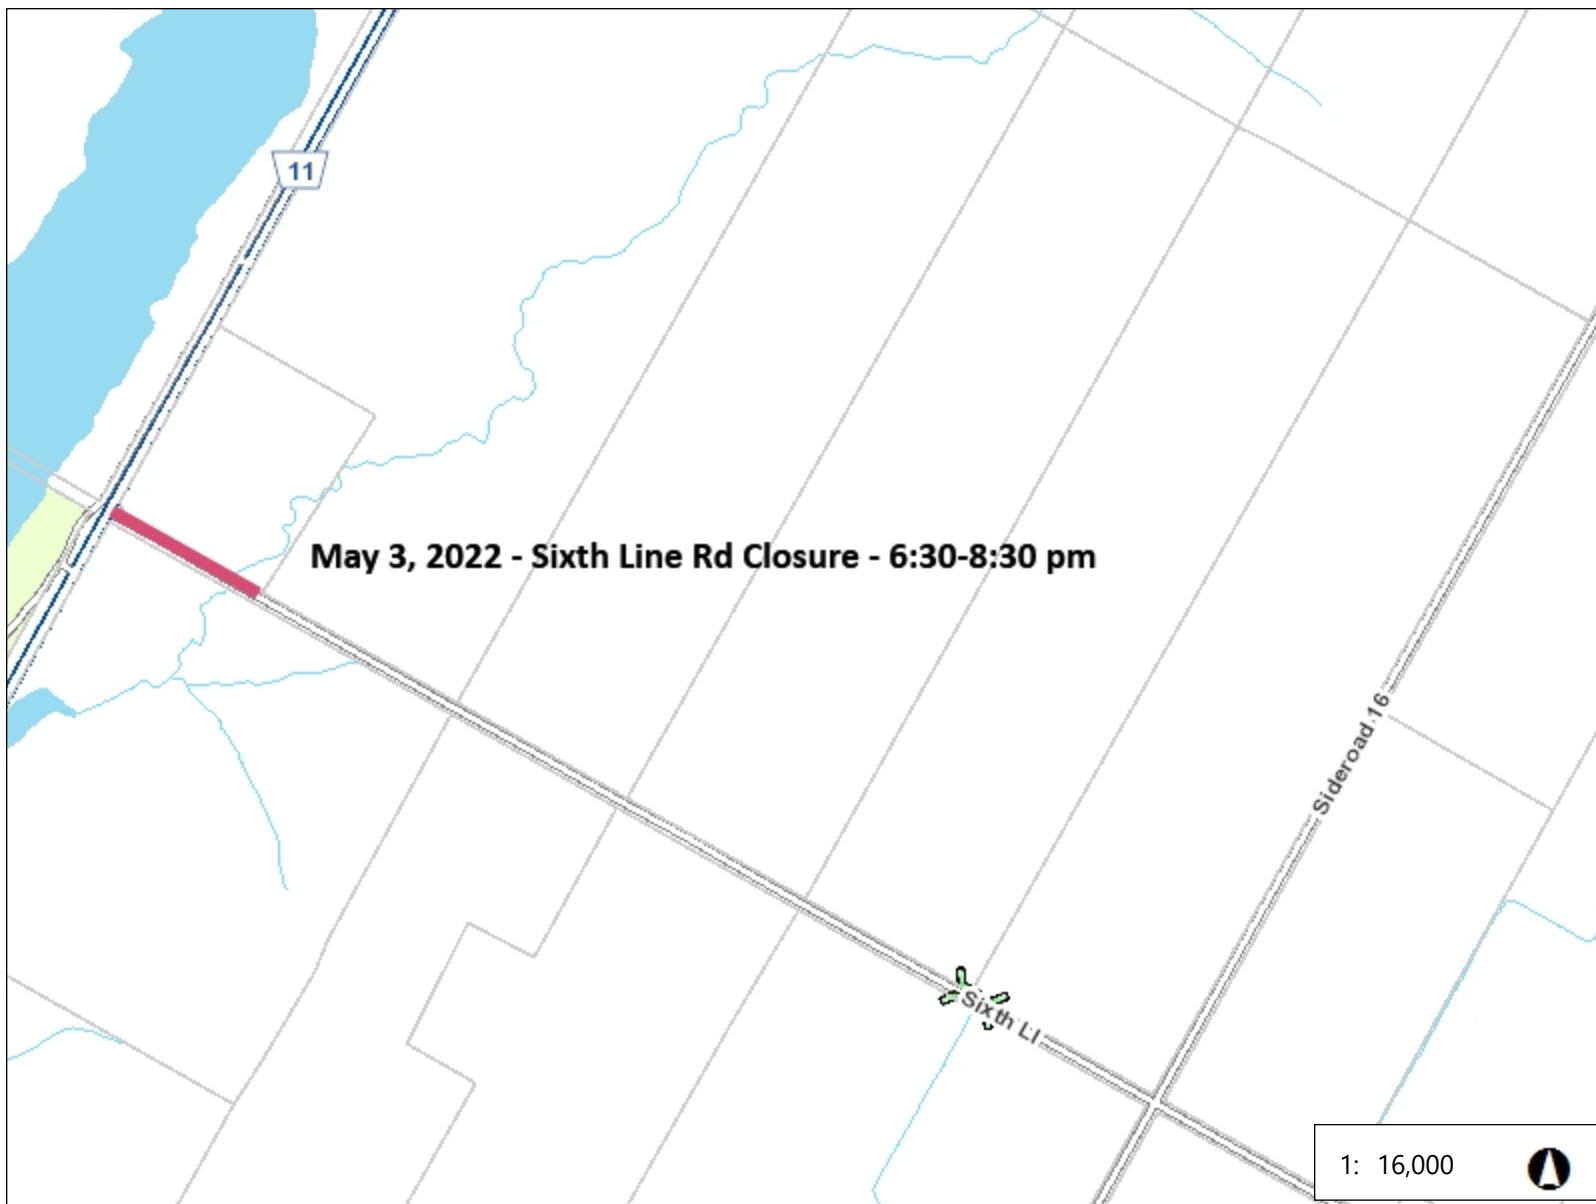 11
May 3, 2022 - Sixth Line Rd Closure - 6:30-8:30 pm
Sideroad 16
Sixth LI
1: 16,000